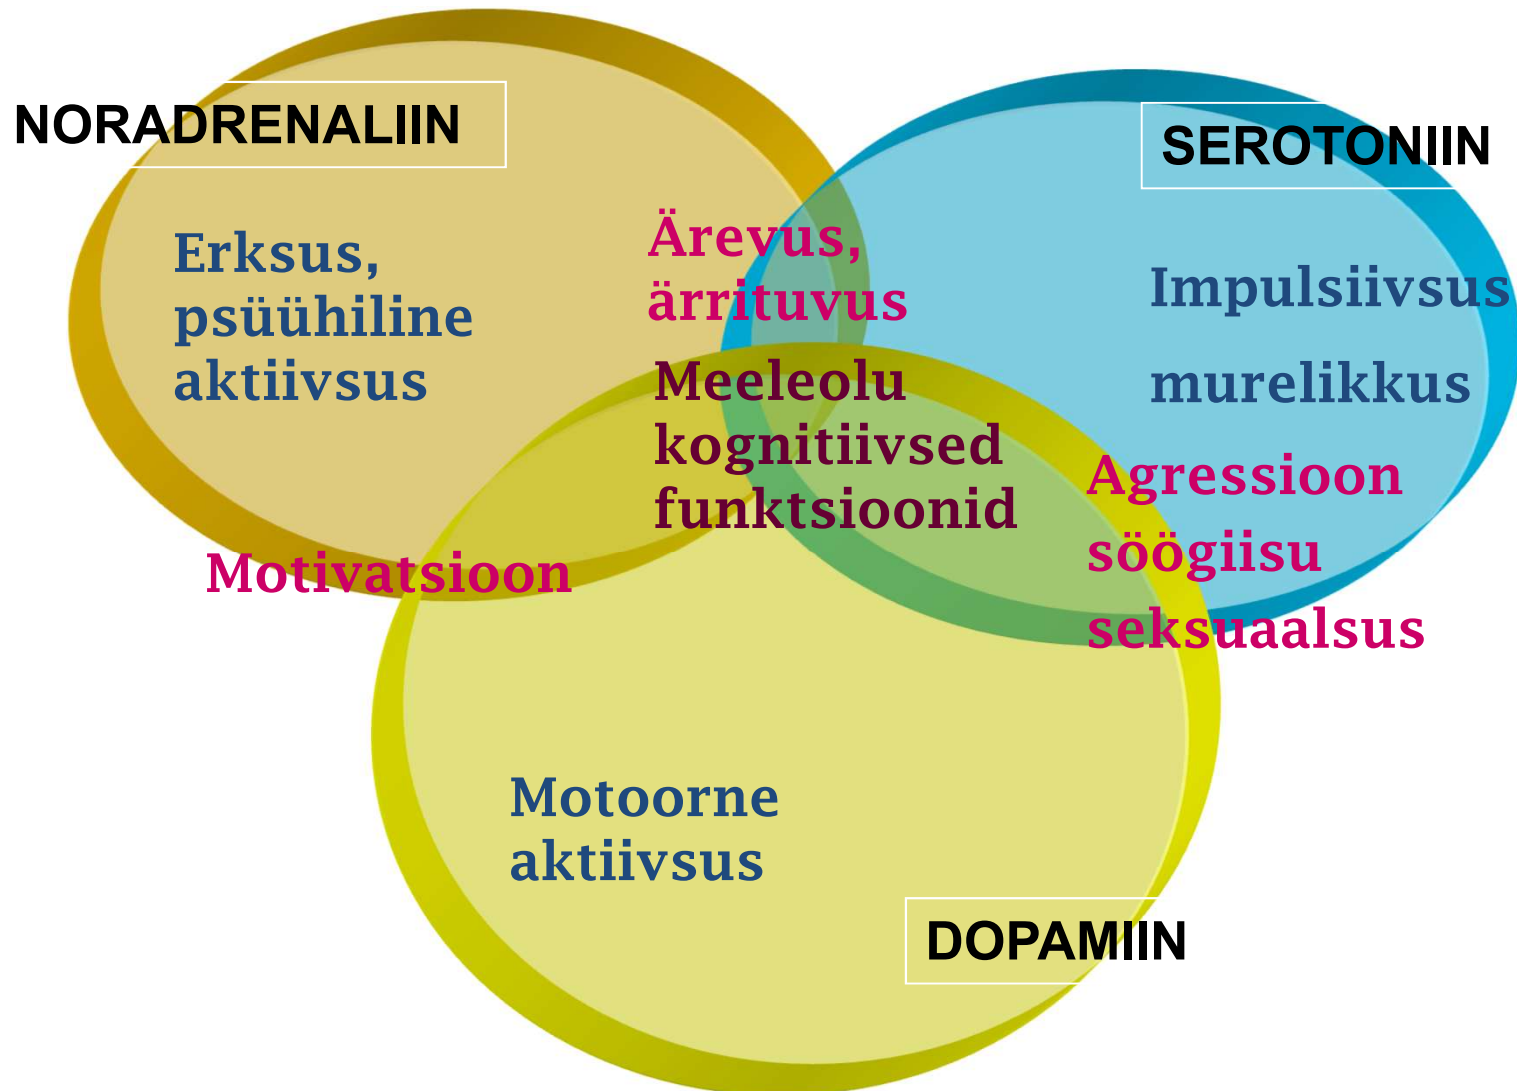 NORADRENALIIN
SEROTONIIN
Erksus,
psüühiline
aktiivsus
Ärevus,
ärrituvus
Impulsiivsus
murelikkus
Meeleolu
kognitiivsed
funktsioonid
Agressioon
söögiisu
seksuaalsus
Motivatsioon
Motoorne
aktiivsus
DOPAMIIN